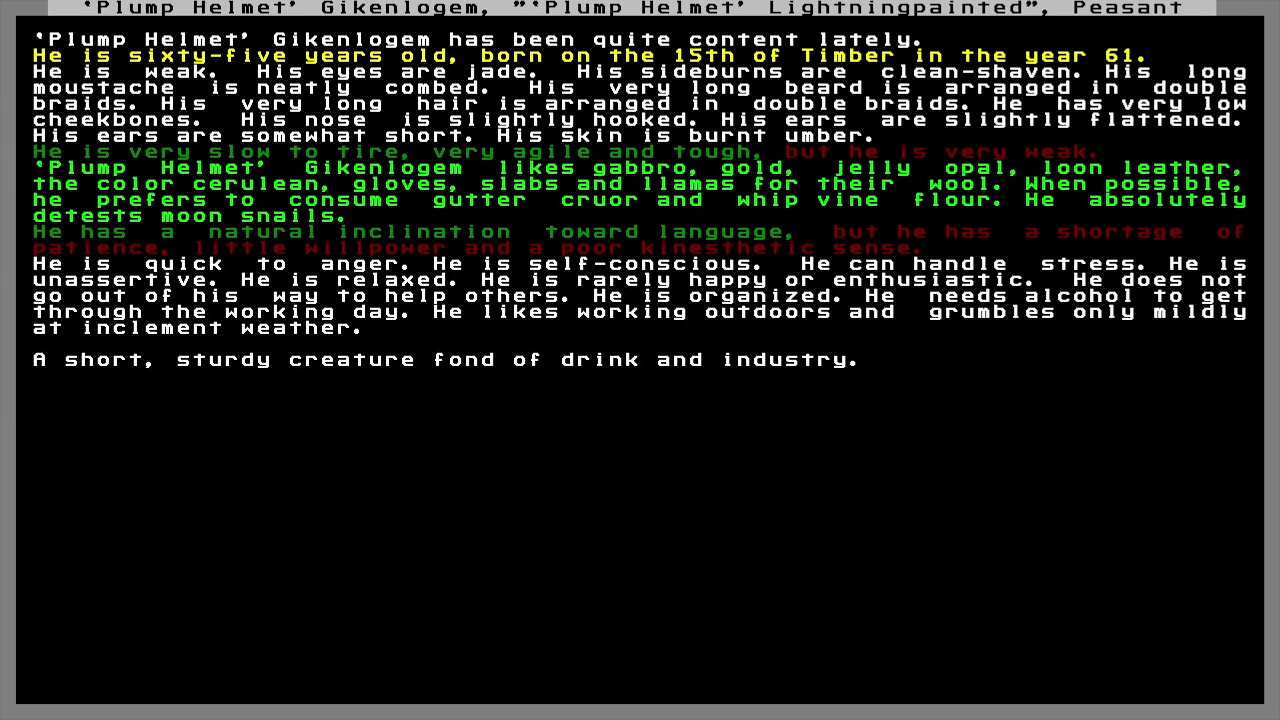 'Plump Helmet' Gikenlogem, "'Plump Helmet' Lightningpainted", Peasant
'Plump Helmet' Gikenlogem has been quite content lately.
He is sixty-five years old, born on the 15th of Timber in the year 61.
He is weak. His eyes are jade. His sideburns are clean-shaven. His long
moustache is neatly combed. His very long beard is arranged in double
braids. His very long hair is arranged in double braids. He has very low
cheekbones. His nose is slightly hooked. His ears are slightly flattened.
His ears are somewhat short. His skin is burnt umber.
He is very slow to tire, very agile and tough, but he is very weak.
'Plump Helmet' Gikenlogem likes gabbro, gold, jelly opal, loon leather,
the color cerulean, gloves, slabs and llamas for their wool. When possible,
he prefers to consume gutter cruor and whip vine flour. He absolutely
detests moon snails.
He has a natural inclination toward language, but he has a shortage of
patience, little willpower and a poor kinesthetic sense.
He is quick to anger. He is self-conscious. He can handle stress. He is
unassertive. He is relaxed. He is rarely happy or enthusiastic. He does not
go out of his way to help others. He is organized. He needs alcohol to get
through the working day. He likes working outdoors and grumbles only mildly
at inclement weather.
A short, sturdy creature fond of drink and industry.